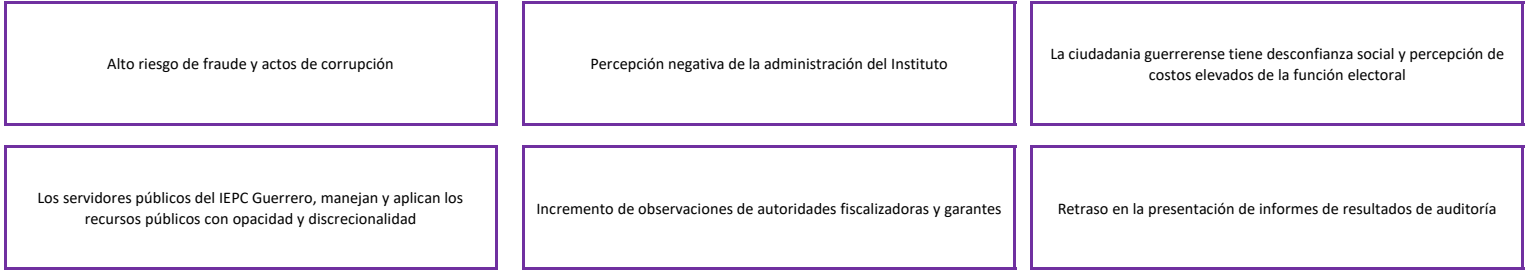 Alto riesgo de fraude y actos de corrupción
Percepción negativa de la administración del Instituto
La ciudadania guerrerense tiene desconfianza social y percepción de
costos elevados de la función electoral
Los servidores públicos del IEPC Guerrero, manejan y aplican los
recursos públicos con opacidad y discrecionalidad
Incremento de observaciones de autoridades fiscalizadoras y garantes
Retraso en la presentación de informes de resultados de auditoría